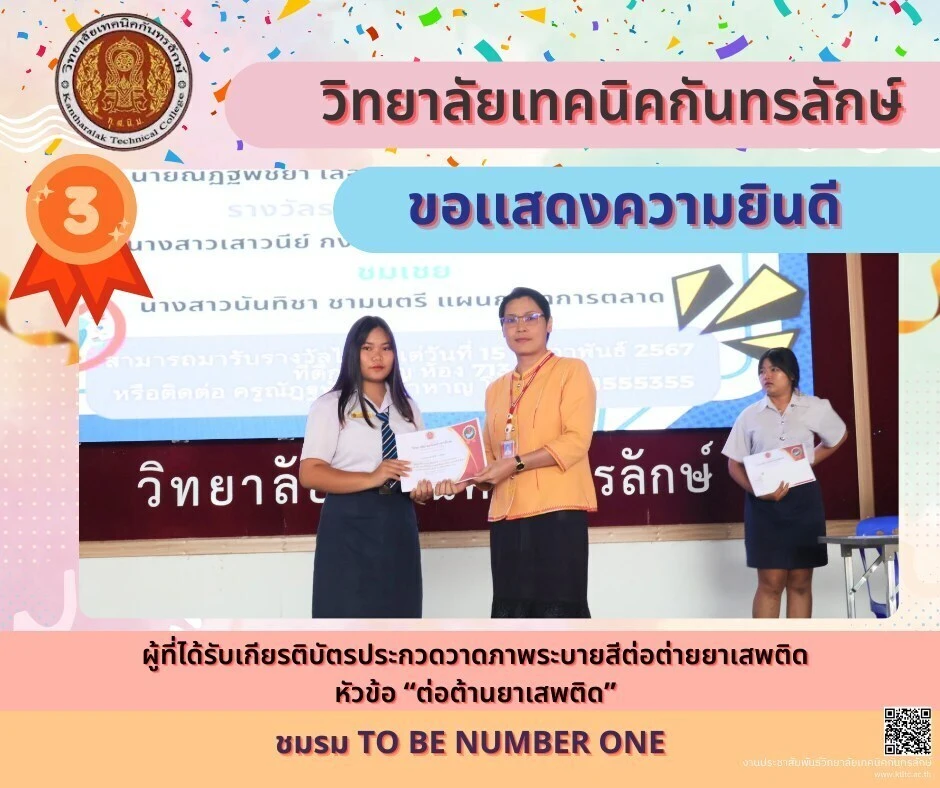 วิทยาลัยเทคนิคกันทรลักษ์
Kantharalak Technical College
วิทยาลัยเทคนิคกันทรลักษ์
ขอแสดงความยินดี
3
นายณัฏฐพัชยา
นางสาวเสาวนีย์
ชมเชย
นางสาวนันทิชา ชามนตรี การตลาด
สามารถมารับรางวัล วันที่ 15 2567
ห้อง
หรือติดต่อ 555355
วิทยาลัย รลักษ์
ผู้ที่ได้รับเกียรติบัตรประกวดวาดภาพระบายสีต่อต่ายยาเสพติด
หัวข้อ “ต่อต้านยาเสพติด”
ชมรม TO BE NUMBER ONE
งานประชาสัมพันธ์วิทยาลัยเทคนิคกันทรลักษ์